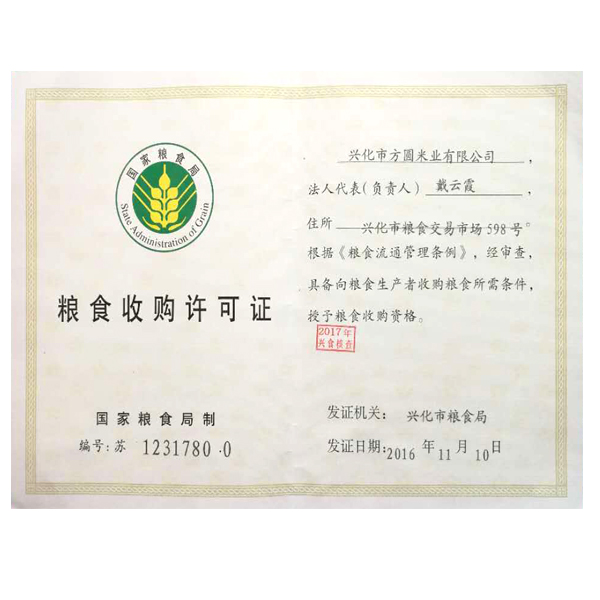 国家粮食局
State Administration of Grain
粮食收购许可证
国家粮食局制
编号:苏 1231780·0
兴化市方圆米业有限公司,
法人代表(负责人) 戴云霞,
住所 兴化市粮食交易市场598号。
根据《粮食流通管理条例》,经审查,
具备向粮食生产者收购粮食所需条件,
授予粮食收购资格。
2017年
兴食核查
发证机关: 兴化市粮食局
发证日期:2016 年 11 月 10日